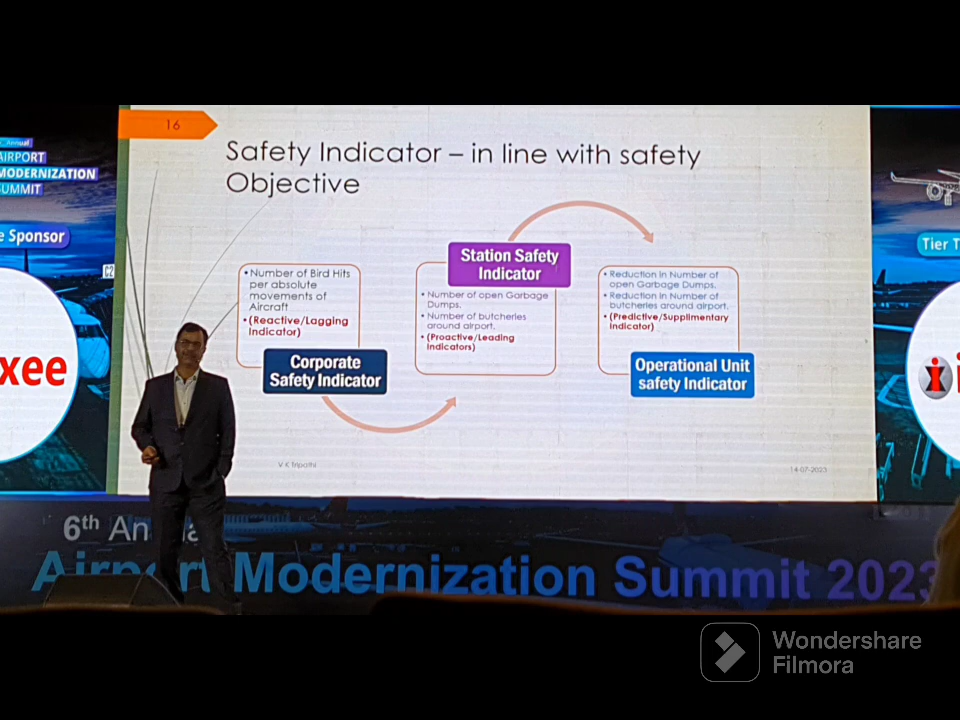 16
Safety Indicator – in line with safety
Objective
Annual
AIRPORT
MODERNIZATION
SUMMIT
e Sponsor
xee
Tier T
•Number of Bird Hits
per absolute
movements of
Aircraft
•(Reactive/Lagging
Indicator)
Corporate
Safety Indicator
Station Safety
Indicator
• Number of open Garbage
Dumps.
• Number of butcheries
around airport.
• (Proactive/Leading
Indicators)
• Reduction in Number of
open Garbage Dumps.
• Reduction in Number of
butcheries around airport.
• (Predictive/Supplimentary
Indicator)
Operational Unit
safety Indicator
V K Tripathi
14-07-2023
6th An
Airport Modernization Summit 2023
Wondershare
Filmora